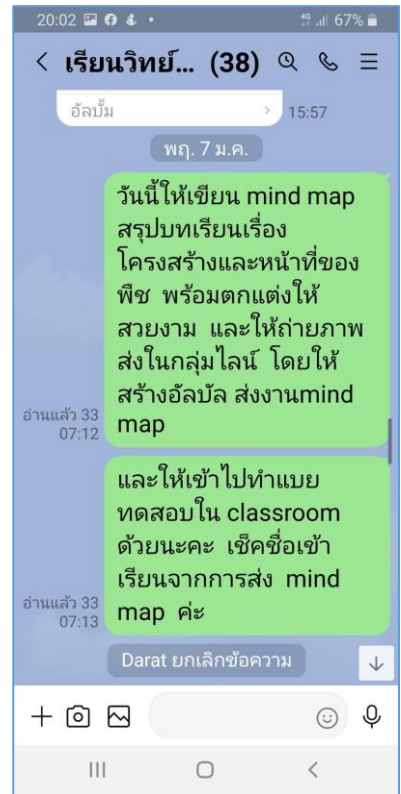 20:02 67%
เรียนวิทย์... (38)
อัลบั้ม 15:57
พฤ. 7 ม.ค.
วันนี้ให้เขียน mind map
สรุปบทเรียนเรื่อง
โครงสร้างและหน้าที่ของ
พืช พร้อมตกแต่งให้
สวยงาม และให้ถ่ายภาพ
ส่งในกลุ่มไลน์ โดยให้
สร้างอัลบัล ส่งงานmind
map
อ่านแล้ว 33
07:12
และให้เข้าไปทำแบย
ทดสอบใน classroom
ด้วยนะคะ เช็คชื่อเข้า
เรียนจากการส่ง mind
map ค่ะ
อ่านแล้ว 33
07:13
Darat ยกเลิกข้อความ